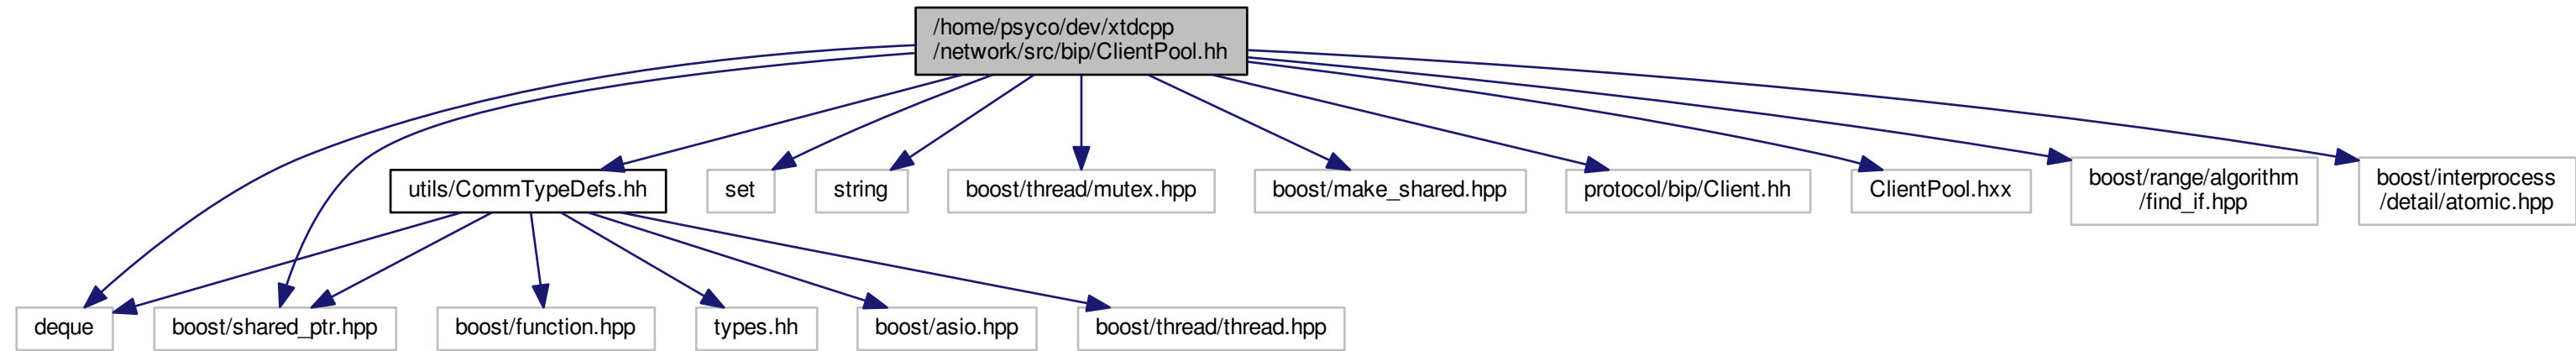 /home/psyco/dev/xtdcpp
/network/src/bip/ClientPool.hh
utils/CommTypeDefs.hh
set
string
boost/thread/mutex.hpp
boost/make_shared.hpp
protocol/bip/Client.hh
ClientPool.hxx
boost/range/algorithm
/find_if.hpp
boost/interprocess
/detail/atomic.hpp
deque
boost/shared_ptr.hpp
boost/function.hpp
types.hh
boost/asio.hpp
boost/thread/thread.hpp